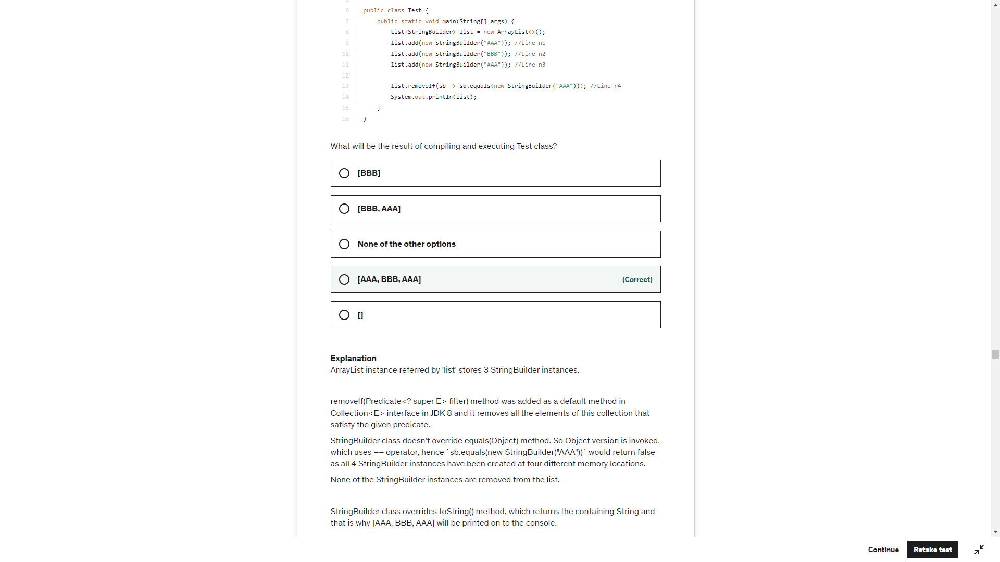 6 public class Test {
7 public static void main(String[] args) {
8 List<StringBuilder> list = new ArrayList<>();
9 list.add(new StringBuilder("AAA")); //Line n1
10 list.add(new StringBuilder("BBB")); //Line n2
11 list.add(new StringBuilder("AAA")); //Line n3
12
13 list.removeIf(sb -> sb.equals(new StringBuilder("AAA"))); //Line n4
14 System.out.println(list);
15 }
16 }
What will be the result of compiling and executing Test class?
[BBB]
[BBB, AAA]
None of the other options
[AAA, BBB, AAA] (Correct)
[]
Explanation
ArrayList instance referred by 'list' stores 3 StringBuilder instances.
removeIf(Predicate<? super E> filter) method was added as a default method in
Collection<E> interface in JDK 8 and it removes all the elements of this collection that
satisfy the given predicate.
StringBuilder class doesn't override equals(Object) method. So Object version is invoked,
which uses == operator, hence `sb.equals(new StringBuilder("AAA"))` would return false
as all 4 StringBuilder instances have been created at four different memory locations.
None of the StringBuilder instances are removed from the list.
StringBuilder class overrides toString() method, which returns the containing String and
that is why [AAA, BBB, AAA] will be printed on to the console.
Continue Retake test